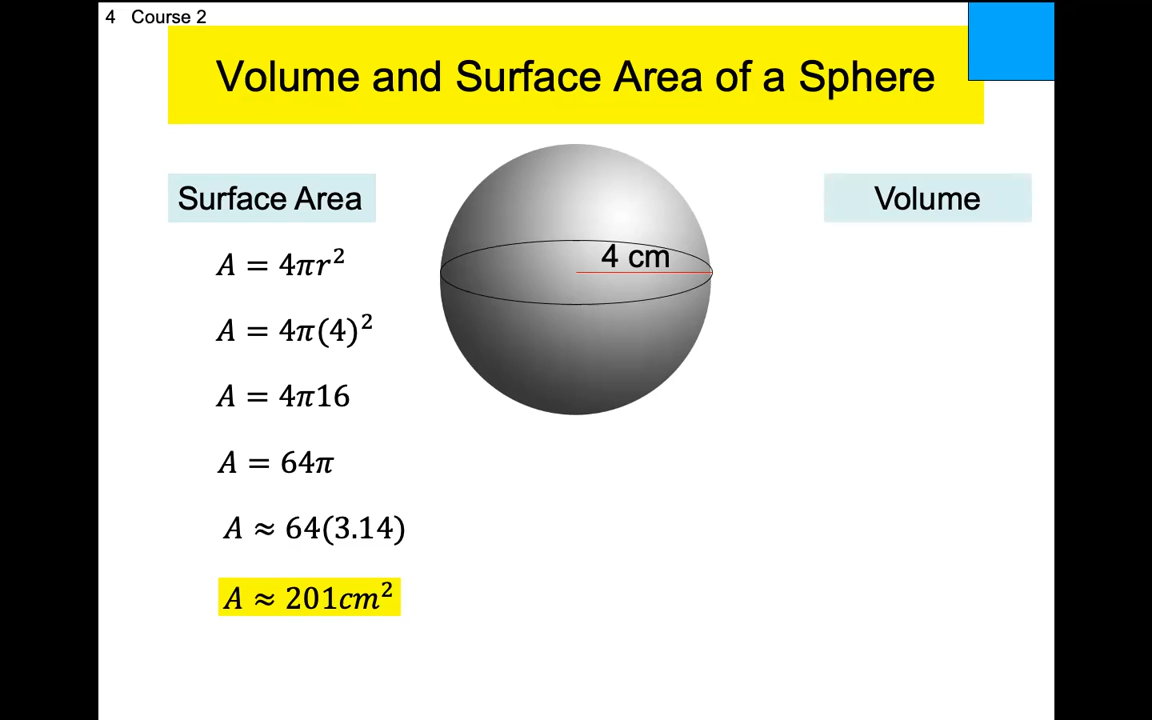 4 Course 2
Volume and Surface Area of a Sphere
Surface Area
Volume
4 cm
A = 4πr²
A = 4π(4)²
A = 4π16
A = 64π
A ≈ 64(3.14)
A ≈ 201cm²